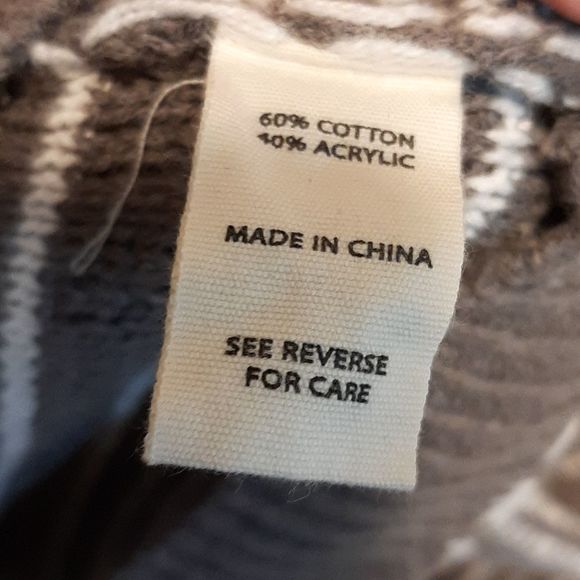 60% COTTON
40% ACRYLIC
MADE IN CHINA
SEE REVERSE
FOR CARE